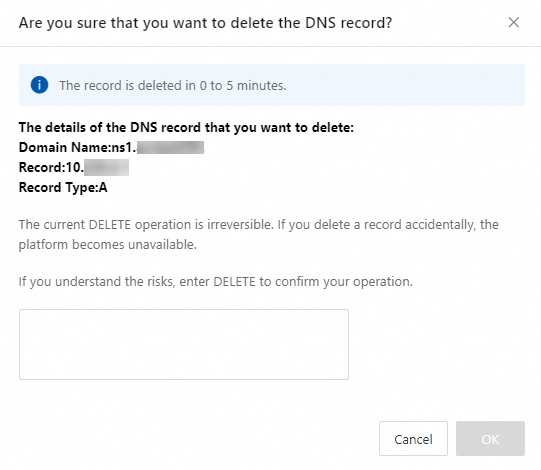 Are you sure that you want to delete the DNS record?
The record is deleted in 0 to 5 minutes.
The details of the DNS record that you want to delete:
Domain Name:ns1.
Record:10.
Record Type:A
The current DELETE operation is irreversible. If you delete a record accidentally, the
platform becomes unavailable.
If you understand the risks, enter DELETE to confirm your operation.
Cancel OK